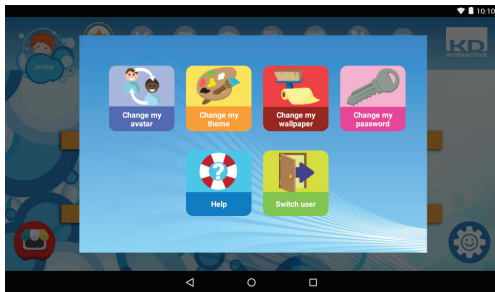 10:10
Jimmy
KD
INTERACTIVE
Change my
avatar
Change my
theme
Change my
wallpaper
Change my
password
?
Help
Switch user